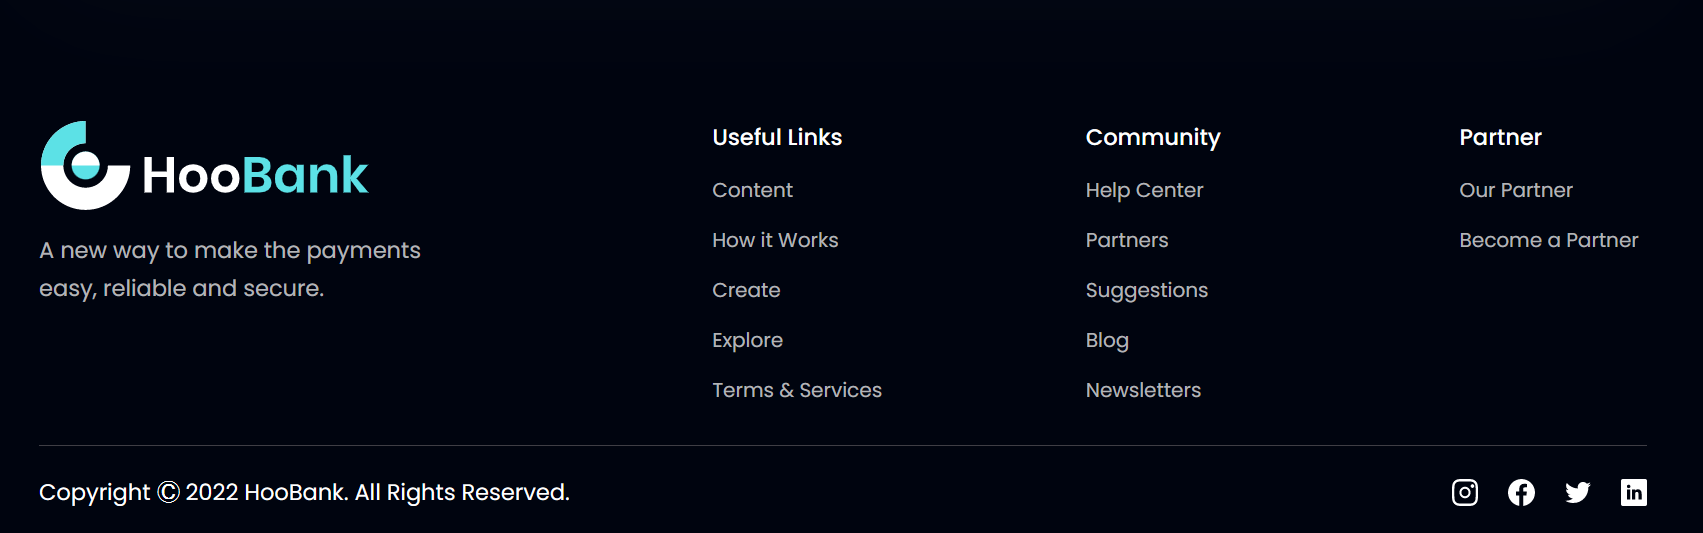 HooBank
A new way to make the payments
easy, reliable and secure.
Useful Links
Content
How it Works
Create
Explore
Terms & Services
Community
Help Center
Partners
Suggestions
Blog
Newsletters
Partner
Our Partner
Become a Partner
Copyright Ⓒ 2022 HooBank. All Rights Reserved.
in